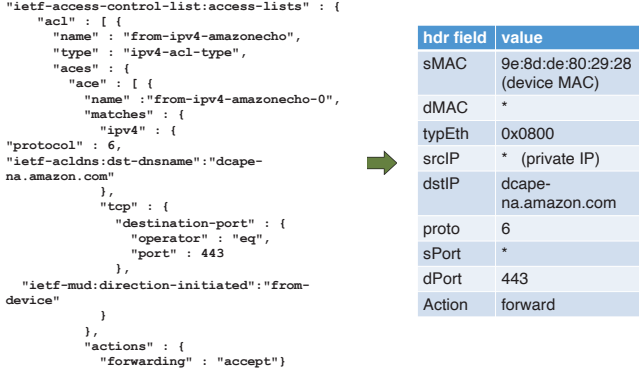 "ietf-access-control-list:access-lists" : {
"acl" : [ {
"name" : "from-ipv4-amazonecho",
"type" : "ipv4-acl-type",
"aces" : {
"ace" : [ {
"name" :"from-ipv4-amazonecho-0",
"matches" : {
"ipv4" : {
"protocol" : 6,
"ietf-acldns:dst-dnsname":"dcape-
na.amazon.com"
},
"tcp" : {
"destination-port" : {
"operator" : "eq",
"port" : 443
},
"ietf-mud:direction-initiated":"from-
device"
}
},
"actions" : {
"forwarding" : "accept"}
hdr field value
sMAC 9e:8d:de:80:29:28
(device MAC)
dMAC *
typEth 0x0800
srcIP * (private IP)
dstIP dcape-
na.amazon.com
proto 6
sPort *
dPort 443
Action forward